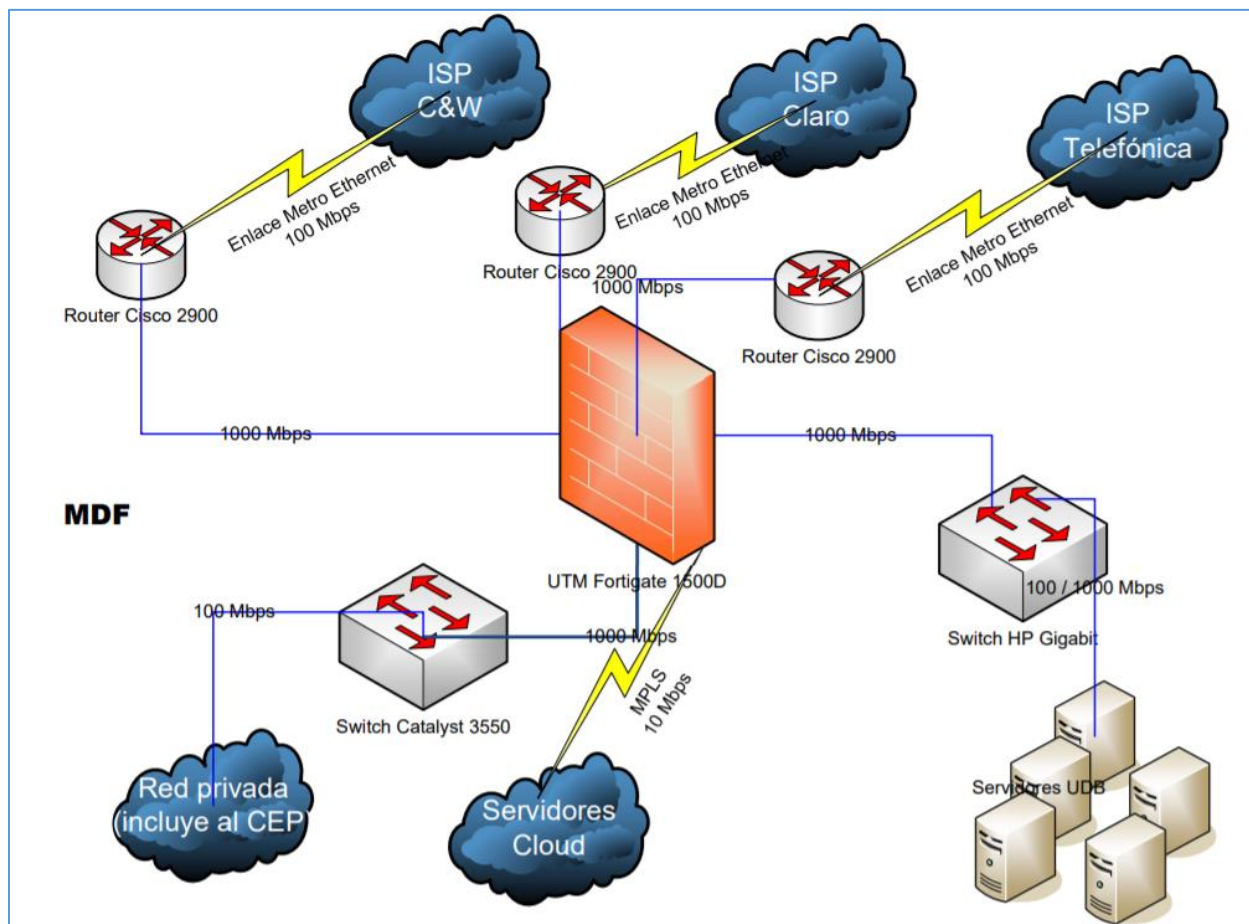 ISP
C&W
ISP
Claro
ISP
Telefónica
Enlace Metro Ethernet
100 Mbps
Enlace Metro Ethernet
100 Mbps
Enlace Metro Ethernet
100 Mbps
Router Cisco 2900
Router Cisco 2900
1000 Mbps
Router Cisco 2900
1000 Mbps
1000 Mbps
MDF
UTM Fortigate 1500D
100 Mbps
1000 Mbps
100 / 1000 Mbps
Switch HP Gigabit
MPLS
10 Mbps
Switch Catalyst 3550
Red privada
(incluye al CEP
Servidores
Cloud
Servidores UDB